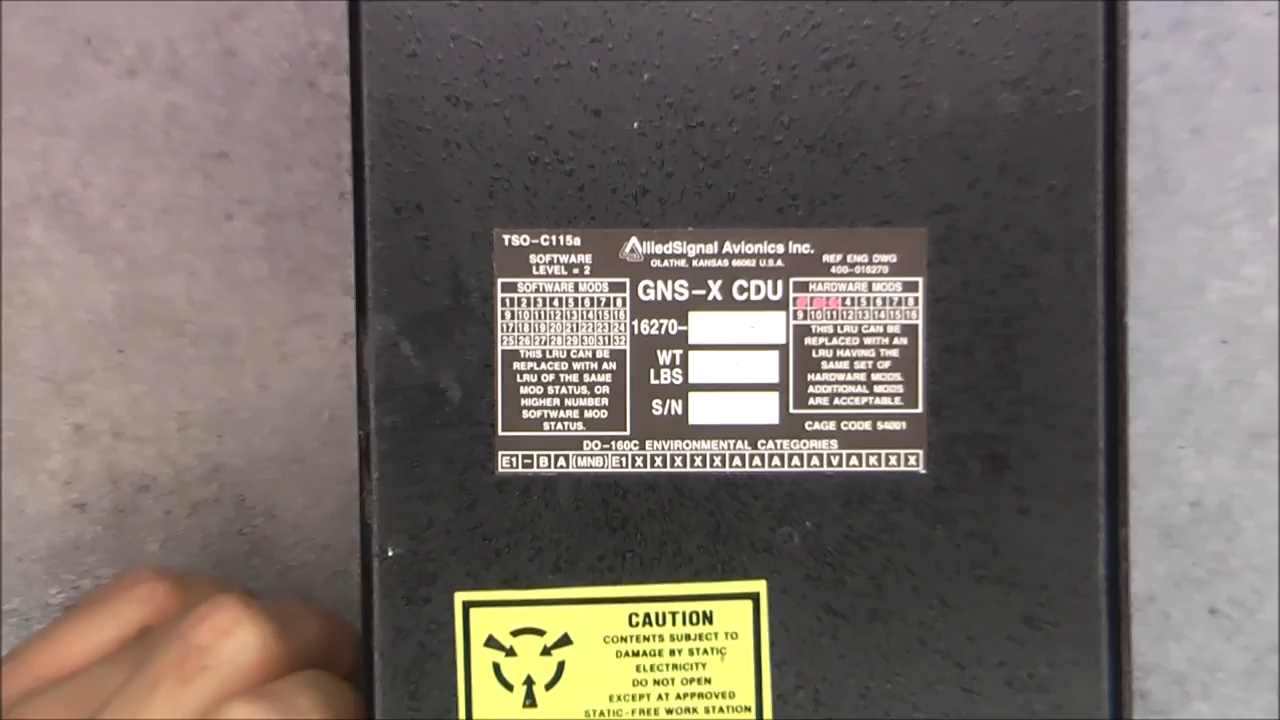 TSO-C115a
AlliedSignal Avionics Inc.
OLATHE, KANSAS 66062 U.S.A.
SOFTWARE
LEVEL = 2
REF ENG DWG
400-016270
SOFTWARE MODS
1 2 3 4 5 6 7 8
9 10 11 12 13 14 15 16
17 18 19 20 21 22 23 24
25 26 27 28 29 30 31 32
THIS LRU CAN BE
REPLACED WITH AN
LRU OF THE SAME
MOD STATUS, OR
HIGHER NUMBER
SOFTWARE MOD
STATUS.
GNS-X CDU
16270-
WT
LBS
S/N
HARDWARE MODS
4 5 6 7 8
9 10 11 12 13 14 15 16
THIS LRU CAN BE
REPLACED WITH AN
LRU HAVING THE
SAME SET OF
HARDWARE MODS.
ADDITIONAL MODS
ARE ACCEPTABLE.
CAGE CODE 54001
DO-160C ENVIRONMENTAL CATEGORIES
E1 - B A (MNB) E1 X X X X X A A A A A V A K X X
CAUTION
CONTENTS SUBJECT TO
DAMAGE BY STATIC
ELECTRICITY
DO NOT OPEN
EXCEPT AT APPROVED
STATIC-FREE WORK STATION